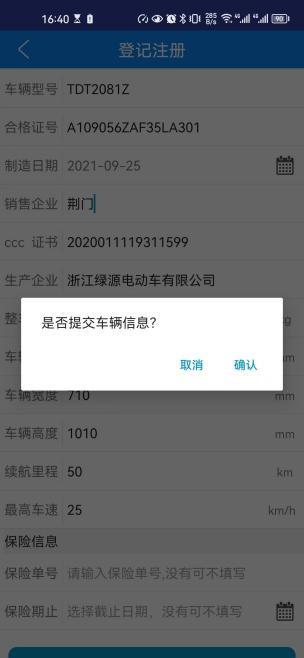 16:40
285 B/s
4G 4G 90
登记注册
车辆型号 TDT2081Z
合格证号 A109056ZAF35LA301
制造日期 2021-09-25
销售企业 荆门
ccc 证书 2020011119311599
生产企业 浙江绿源电动车有限公司
整
是否提交车辆信息?
车辆
取消 确认
车辆宽度 710 mm
车辆高度 1010 mm
续航里程 50 km
最高车速 25 km/h
保险信息
保险单号 请输入保险单号,没有可不填写
保险期止 选择截止日期，没有可不填写